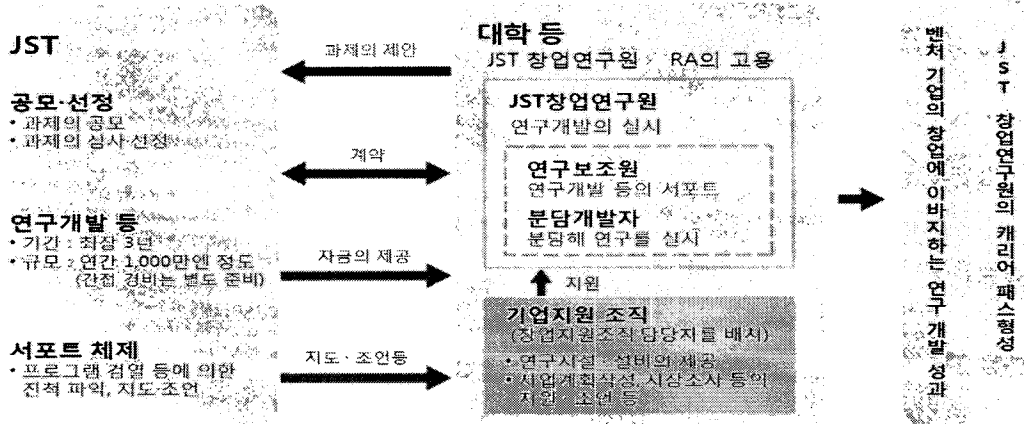 JST
공모·선정
• 과제의 공모
• 과제의 심사·선정
연구개발 등
• 기간 : 최장 3년
• 규모 : 연간 1,000만엔 정도
(간접 경비는 별도 준비)
서포트 체제
• 프로그램 검열 등에 의한
진척 파악, 지도·조언
과제의 제안
계약
자금의 제공
지도·조언등
대학 등
JST 창업연구원· RA의 고용
JST창업연구원
연구개발의 실시
연구보조원
연구개발 등의 서포트
분담개발자
분담해 연구를 실시
지원
기업지원 조직
(창업지원조직 담당자를 배치)
• 연구시설·설비의 제공
• 사업계획작성, 시장조사 등의
지원·조언 등
벤처 기업의 창업에 이바지하는 연구 개발 성과
JST 창업연구원의 캐리어 패스형성